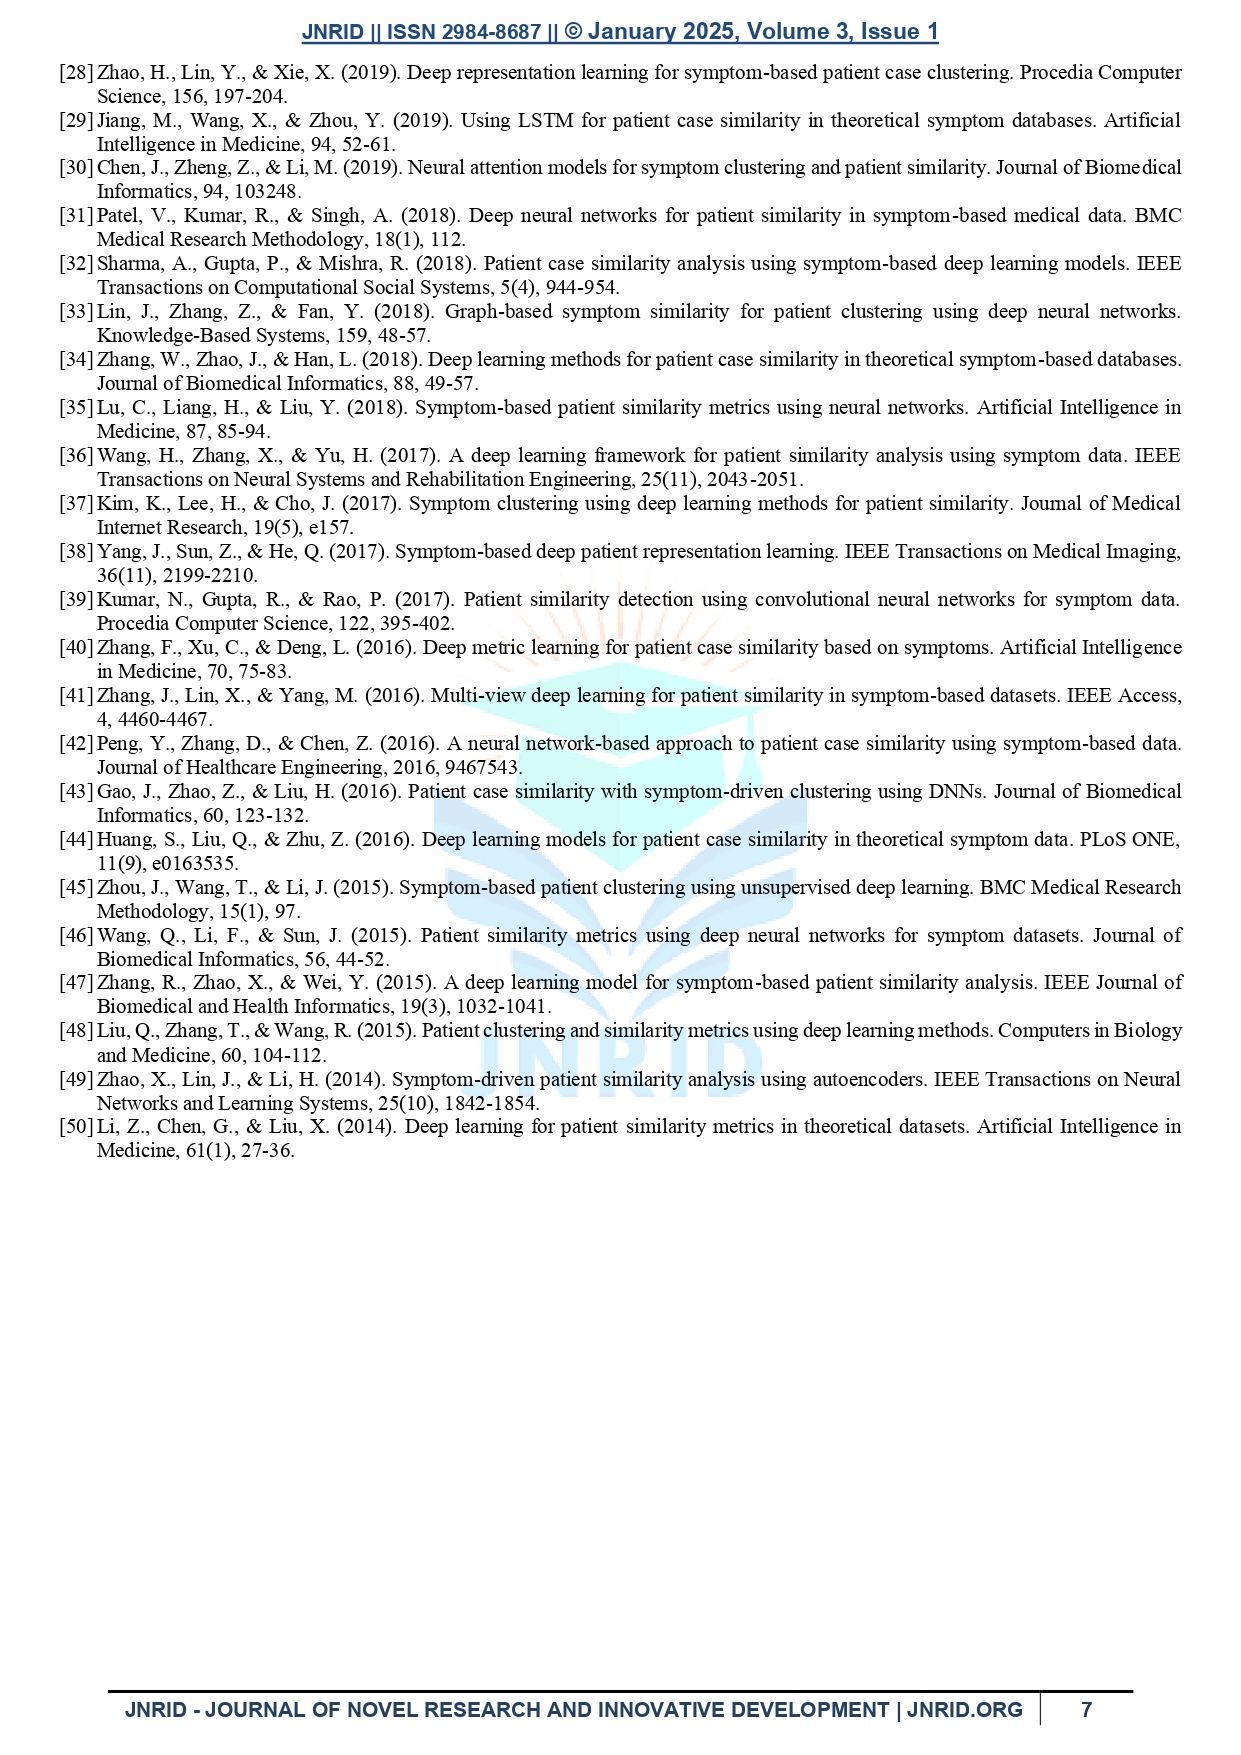 JNRID || ISSN 2984-8687 || © January 2025, Volume 3, Issue 1
[28] Zhao, H., Lin, Y., & Xie, X. (2019). Deep representation learning for symptom-based patient case clustering. Procedia Computer
Science, 156, 197-204.
[29] Jiang, M., Wang, X., & Zhou, Y. (2019). Using LSTM for patient case similarity in theoretical symptom databases. Artificial
Intelligence in Medicine, 94, 52-61.
[30] Chen, J., Zheng, Z., & Li, M. (2019). Neural attention models for symptom clustering and patient similarity. Journal of Biomedical
Informatics, 94, 103248.
[31] Patel, V., Kumar, R., & Singh, A. (2018). Deep neural networks for patient similarity in symptom-based medical data. BMC
Medical Research Methodology, 18(1), 112.
[32] Sharma, A., Gupta, P., & Mishra, R. (2018). Patient case similarity analysis using symptom-based deep learning models. IEEE
Transactions on Computational Social Systems, 5(4), 944-954.
[33] Lin, J., Zhang, Z., & Fan, Y. (2018). Graph-based symptom similarity for patient clustering using deep neural networks.
Knowledge-Based Systems, 159, 48-57.
[34] Zhang, W., Zhao, J., & Han, L. (2018). Deep learning methods for patient case similarity in theoretical symptom-based databases.
Journal of Biomedical Informatics, 88, 49-57.
[35] Lu, C., Liang, H., & Liu, Y. (2018). Symptom-based patient similarity metrics using neural networks. Artificial Intelligence in
Medicine, 87, 85-94.
[36] Wang, H., Zhang, X., & Yu, H. (2017). A deep learning framework for patient similarity analysis using symptom data. IEEE
Transactions on Neural Systems and Rehabilitation Engineering, 25(11), 2043-2051.
[37] Kim, K., Lee, H., & Cho, J. (2017). Symptom clustering using deep learning methods for patient similarity. Journal of Medical
Internet Research, 19(5), e157.
[38] Yang, J., Sun, Z., & He, Q. (2017). Symptom-based deep patient representation learning. IEEE Transactions on Medical Imaging,
36(11), 2199-2210.
[39] Kumar, N., Gupta, R., & Rao, P. (2017). Patient similarity detection using convolutional neural networks for symptom data.
Procedia Computer Science, 122, 395-402.
[40] Zhang, F., Xu, C., & Deng, L. (2016). Deep metric learning for patient case similarity based on symptoms. Artificial Intelligence
in Medicine, 70, 75-83.
[41] Zhang, J., Lin, X., & Yang, M. (2016). Multi-view deep learning for patient similarity in symptom-based datasets. IEEE Access,
4, 4460-4467.
[42] Peng, Y., Zhang, D., & Chen, Z. (2016). A neural network-based approach to patient case similarity using symptom-based data.
Journal of Healthcare Engineering, 2016, 9467543.
[43] Gao, J., Zhao, Z., & Liu, H. (2016). Patient case similarity with symptom-driven clustering using DNNs. Journal of Biomedical
Informatics, 60, 123-132.
[44] Huang, S., Liu, Q., & Zhu, Z. (2016). Deep learning models for patient case similarity in theoretical symptom data. PLoS ONE,
11(9), e0163535.
[45] Zhou, J., Wang, T., & Li, J. (2015). Symptom-based patient clustering using unsupervised deep learning. BMC Medical Research
Methodology, 15(1), 97.
[46] Wang, Q., Li, F., & Sun, J. (2015). Patient similarity metrics using deep neural networks for symptom datasets. Journal of
Biomedical Informatics, 56, 44-52.
[47] Zhang, R., Zhao, X., & Wei, Y. (2015). A deep learning model for symptom-based patient similarity analysis. IEEE Journal of
Biomedical and Health Informatics, 19(3), 1032-1041.
[48] Liu, Q., Zhang, T., & Wang, R. (2015). Patient clustering and similarity metrics using deep learning methods. Computers in Biology
and Medicine, 60, 104-112.
JNRID
[49] Zhao, X., Lin, J., & Li, H. (2014). Symptom-driven patient similarity analysis using autoencoders. IEEE Transactions on Neural
Networks and Learning Systems, 25(10), 1842-1854.
[50] Li, Z., Chen, G., & Liu, X. (2014). Deep learning for patient similarity metrics in theoretical datasets. Artificial Intelligence in
Medicine, 61(1), 27-36.
JNRID - JOURNAL OF NOVEL RESEARCH AND INNOVATIVE DEVELOPMENT | JNRID.ORG 7